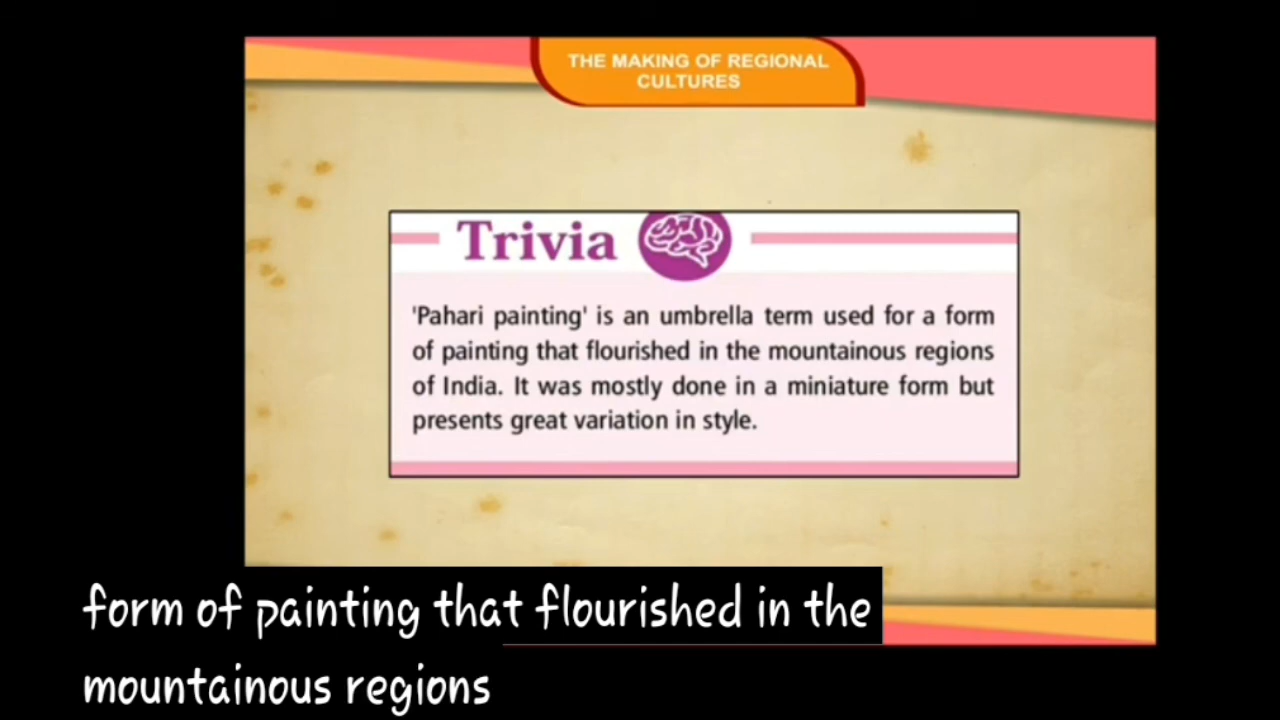 THE MAKING OF REGIONAL
CULTURES
Trivia
'Pahari painting' is an umbrella term used for a form
of painting that flourished in the mountainous regions
of India. It was mostly done in a miniature form but
presents great variation in style.
form of painting that flourished in the
mountainous regions